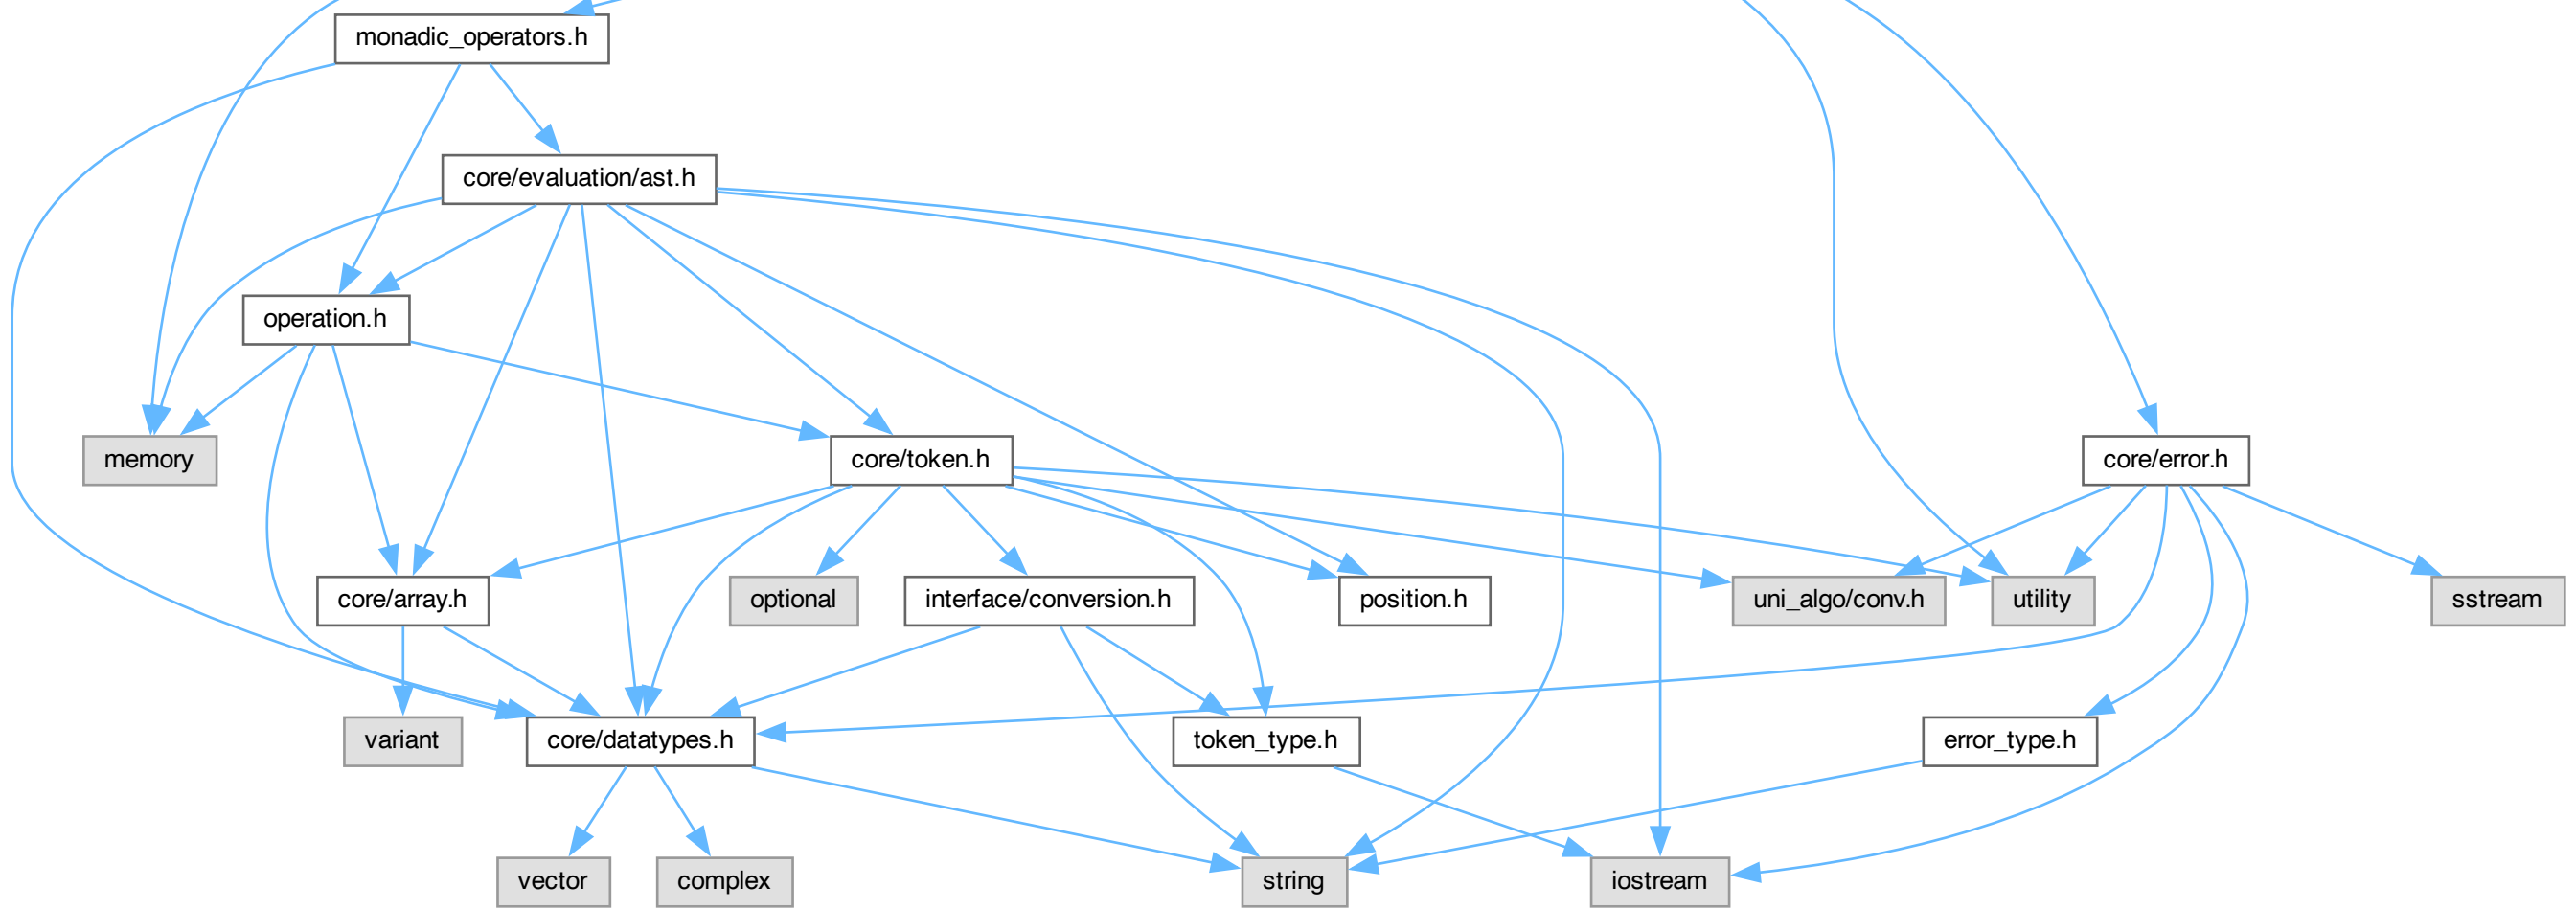 monadic_operators.h
core/evaluation/ast.h
operation.h
memory
core/token.h
core/error.h
core/array.h
optional
interface/conversion.h
position.h
uni_algo/conv.h
utility
sstream
variant
core/datatypes.h
token_type.h
error_type.h
vector
complex
string
iostream